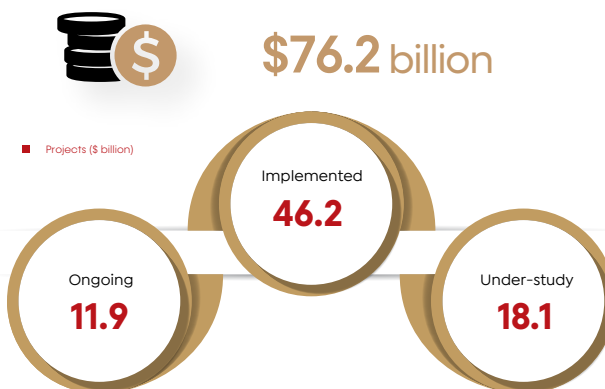 $
$76.2 billion
Projects ($ billion)
Implemented
46.2
Ongoing
11.9
Under-study
18.1